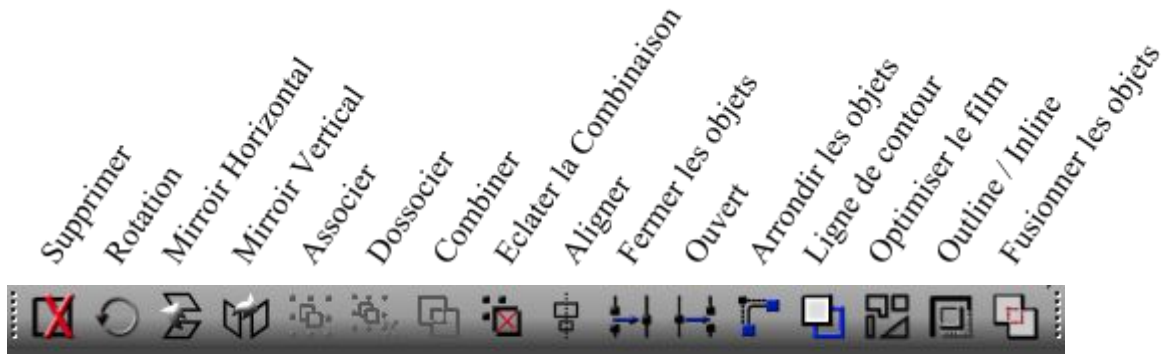 Supprimer
Rotation
Mirroir Horizontal
Mirroir Vertical
Associer
Dossocier
Combiner
Eclater la Combinaison
Aligner
Fermer les objets
Ouvert
Arrondir les objets
Ligne de contour
Optimiser le film
Outline / Inline
Fusionner les objets